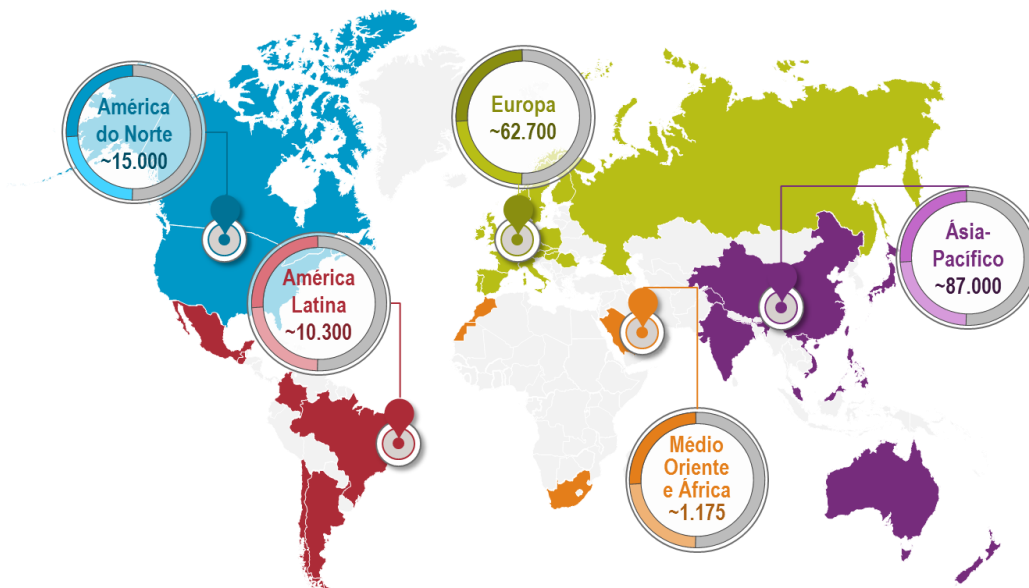 América
do Norte
~15.000
Europa
~62.700
América
Latina
~10.300
Ásia-
Pacífico
~87.000
Médio
Oriente
e África
~1.175